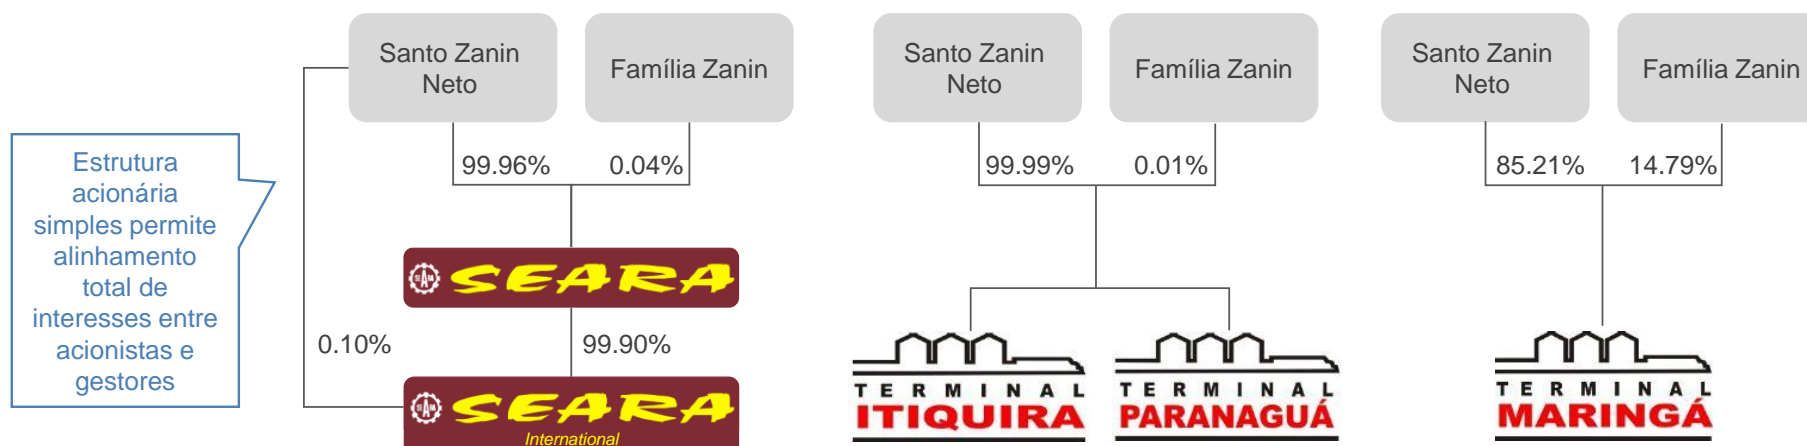 Santo Zanin
Neto
Família Zanin
Santo Zanin
Neto
Família Zanin
Santo Zanin
Neto
Família Zanin
Estrutura
acionária
simples permite
alinhamento
total de
interesses entre
acionistas e
gestores
99.96%
0.04%
99.99%
0.01%
85.21%
14.79%
SEARA
SEARA
0.10%
99.90%
SEARA
SEARA
International
TERMINAL
ITIQUIRA
TERMINAL
PARANAGUÁ
TERMINAL
MARINGÁ